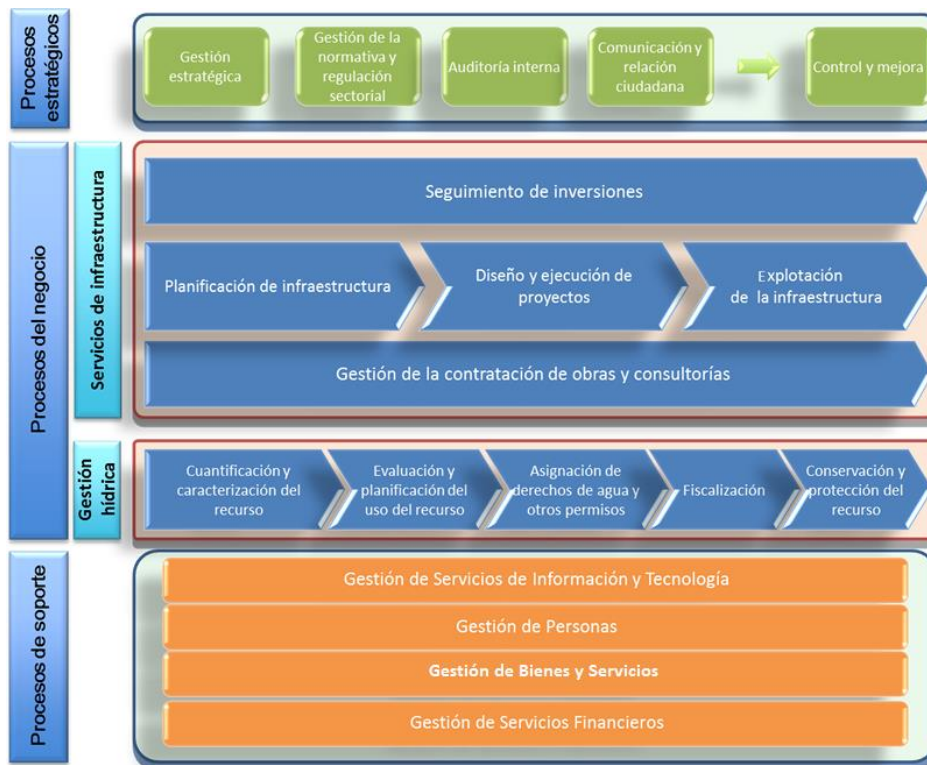 Procesos
estratégicos
Gestión
estratégica
Gestión de la
normativa y
regulación
sectorial
Auditoría interna
Comunicación y
relación
ciudadana
Control y mejora
Procesos del negocio
Servicios de infraestructura
Seguimiento de inversiones
Planificación de infraestructura
Diseño y ejecución de
proyectos
Explotación
de la infraestructura
Gestión de la contratación de obras y consultorías
Gestión
hídrica
Cuantificación y
caracterización del
recurso
Evaluación y
planificación del
uso del recurso
Asignación de
derechos de agua y
otros permisos
Fiscalización
Conservación y
protección del
recurso
Procesos de soporte
Gestión de Servicios de Información y Tecnología
Gestión de Personas
Gestión de Bienes y Servicios
Gestión de Servicios Financieros